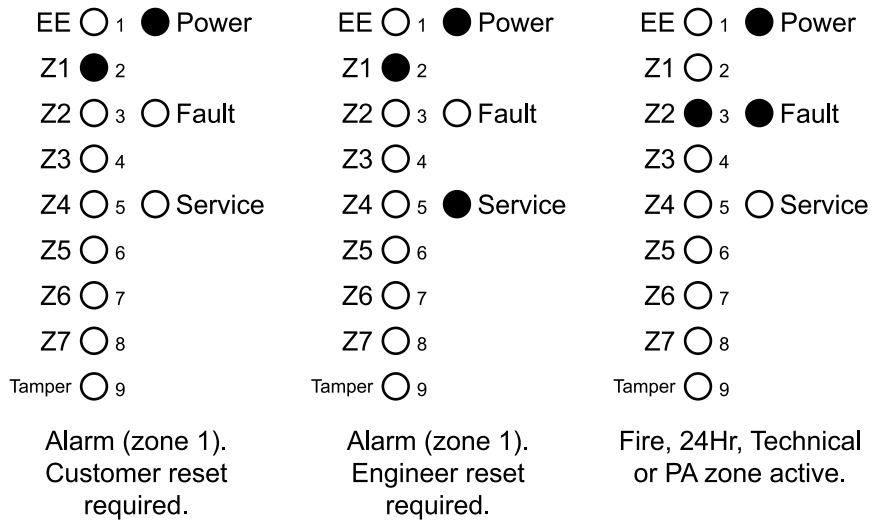 EE 1 Power
Z1 2
Z2 3 Fault
Z3 4
Z4 5 Service
Z5 6
Z6 7
Z7 8
Tamper 9
Alarm (zone 1).
Customer reset
required.
EE 1 Power
Z1 2
Z2 3 Fault
Z3 4
Z4 5 Service
Z5 6
Z6 7
Z7 8
Tamper 9
Alarm (zone 1).
Engineer reset
required.
EE 1 Power
Z1 2
Z2 3 Fault
Z3 4
Z4 5 Service
Z5 6
Z6 7
Z7 8
Tamper 9
Fire, 24Hr, Technical
or PA zone active.